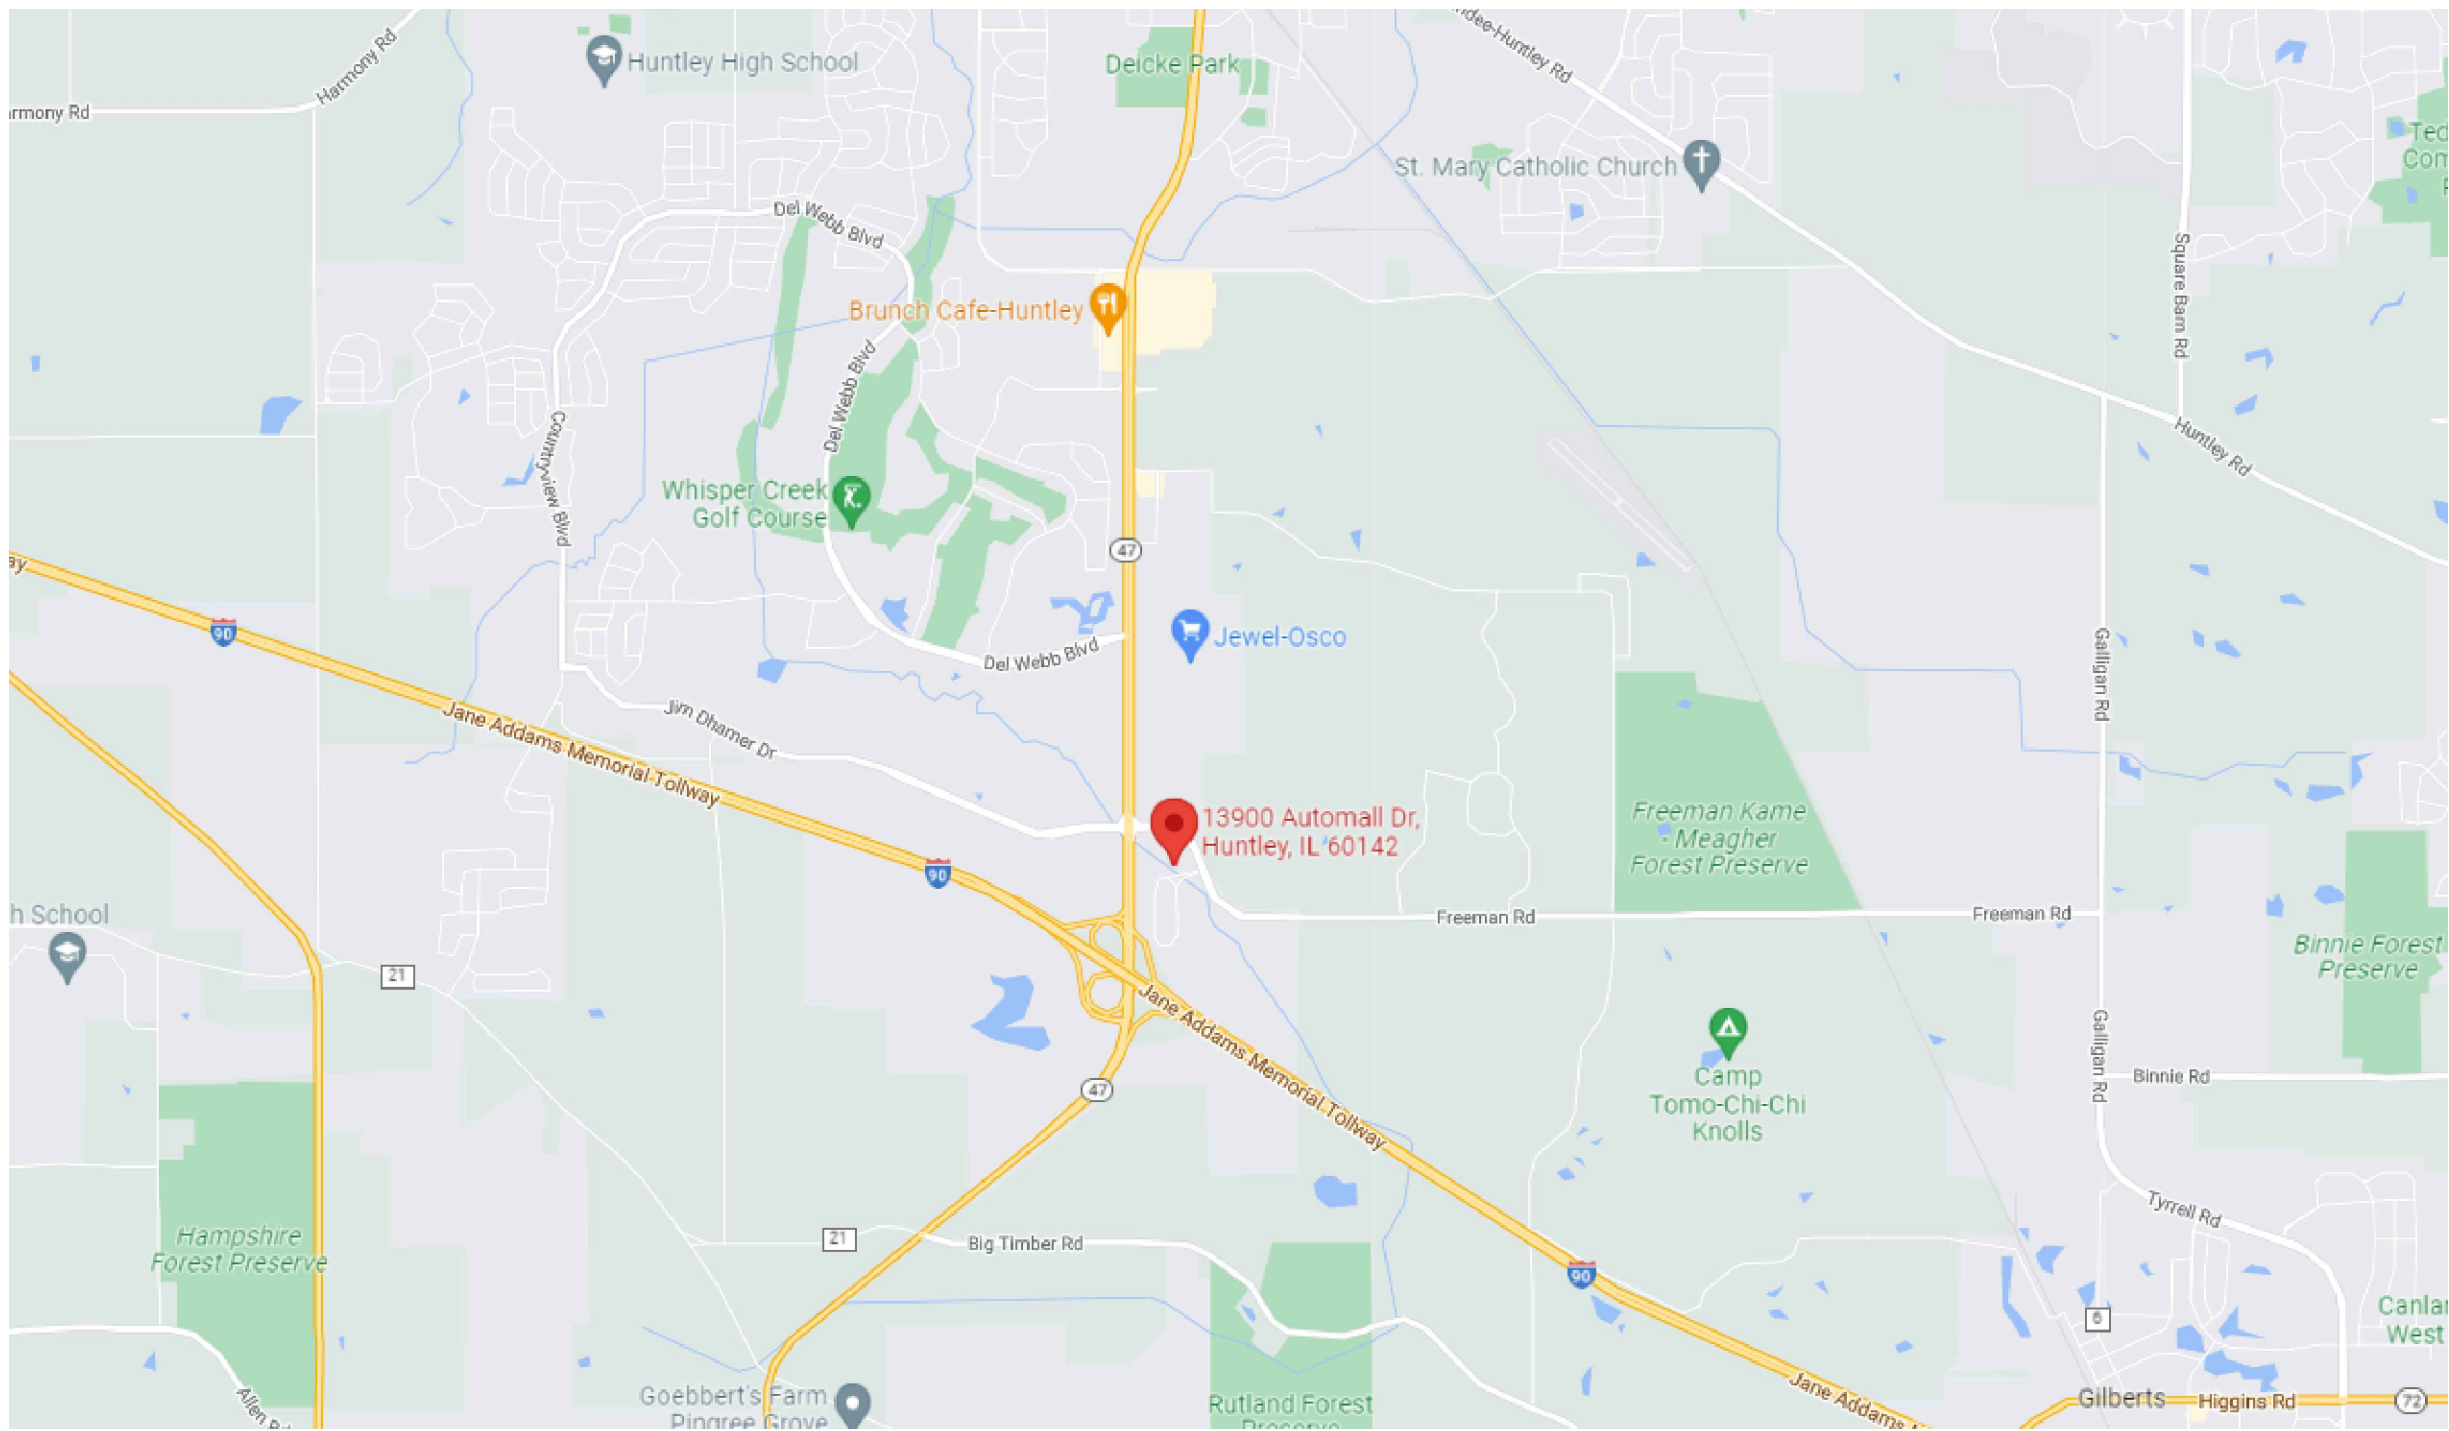 Harmony Rd
Huntley High School
Deicke Park
Huntley Rd
St. Mary Catholic Church
Del Webb Blvd
Brunch Cafe-Huntley
Square Barn Rd
Del Webb Blvd
Countryview Blvd
Huntley Rd
Whisper Creek
Golf Course
47
90
Jewel-Osco
Del Webb Blvd
Galligan Rd
Jim Dhamer Dr
Jane Addams Memorial Tollway
13900 Automall Dr,
Huntley, IL 60142
Freeman Kame
- Meagher
Forest Preserve
90
h School
Freeman Rd
Freeman Rd
21
Binnie Forest
Preserve
Jane Addams Memorial Tollway
Galligan Rd
47
Camp
Tomo-Chi-Chi
Knolls
Binnie Rd
Tyrrell Rd
Hampshire
Forest Preserve
21
Big Timber Rd
90
6
West
Jane Addams
Allen
Goebbert's Farm
Pingree Grove
Rutland Forest
Preserve
Gilberts
Higgins Rd
72